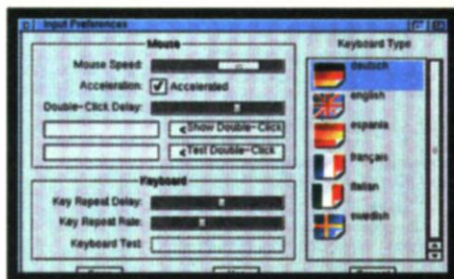 Input Preferences
Mouse
Mouse Speed:
Acceleration: Accelerated
Double-Click Delay:
<Show Double-Click
<Test Double-Click
Keyboard
Key Repeat Delay:
Key Repeat Rate:
Keyboard Test:
Keyboard Type
deutsch
english
espania
français
italian
swedish